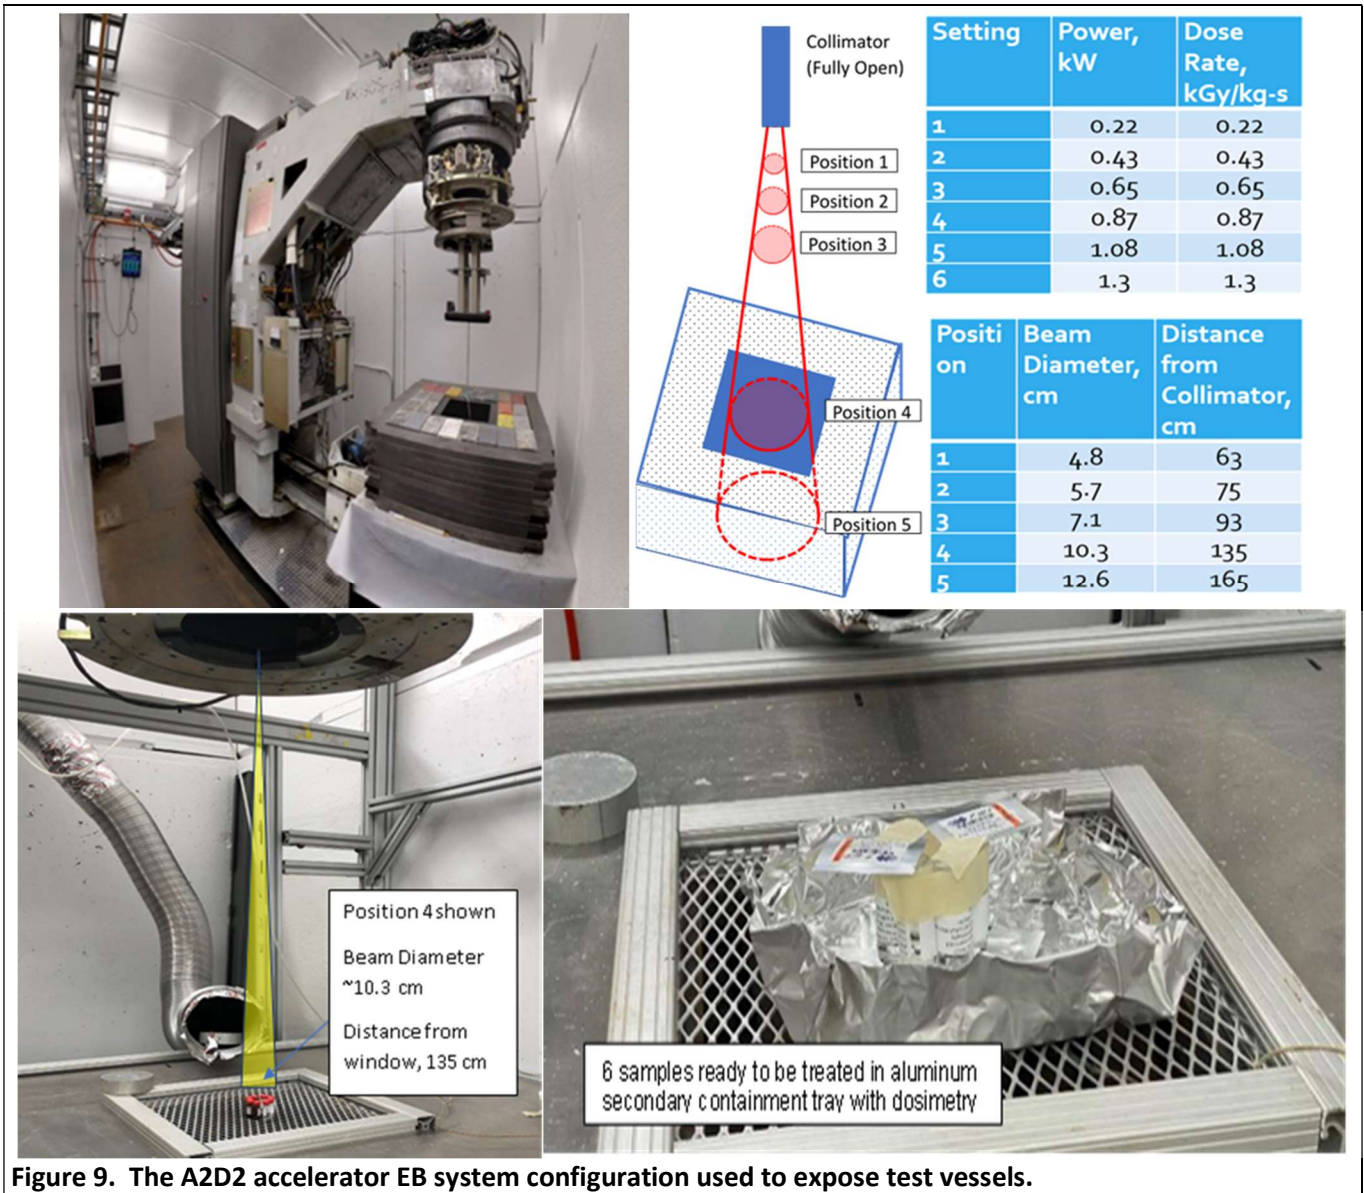 Collimator
(Fully Open)
Position 1
Position 2
Position 3
Position 4
Position 5
Setting Power, kW Dose Rate, kGy/kg-s
1 0.22 0.22
2 0.43 0.43
3 0.65 0.65
4 0.87 0.87
5 1.08 1.08
6 1.3 1.3
Positi on Beam Diameter, cm Distance from Collimator, cm
1 4.8 63
2 5.7 75
3 7.1 93
4 10.3 135
5 12.6 165
Position 4 shown
Beam Diameter
~10.3 cm
Distance from
window, 135 cm
6 samples ready to be treated in aluminum
secondary containment tray with dosimetry
Figure 9. The A2D2 accelerator EB system configuration used to expose test vessels.